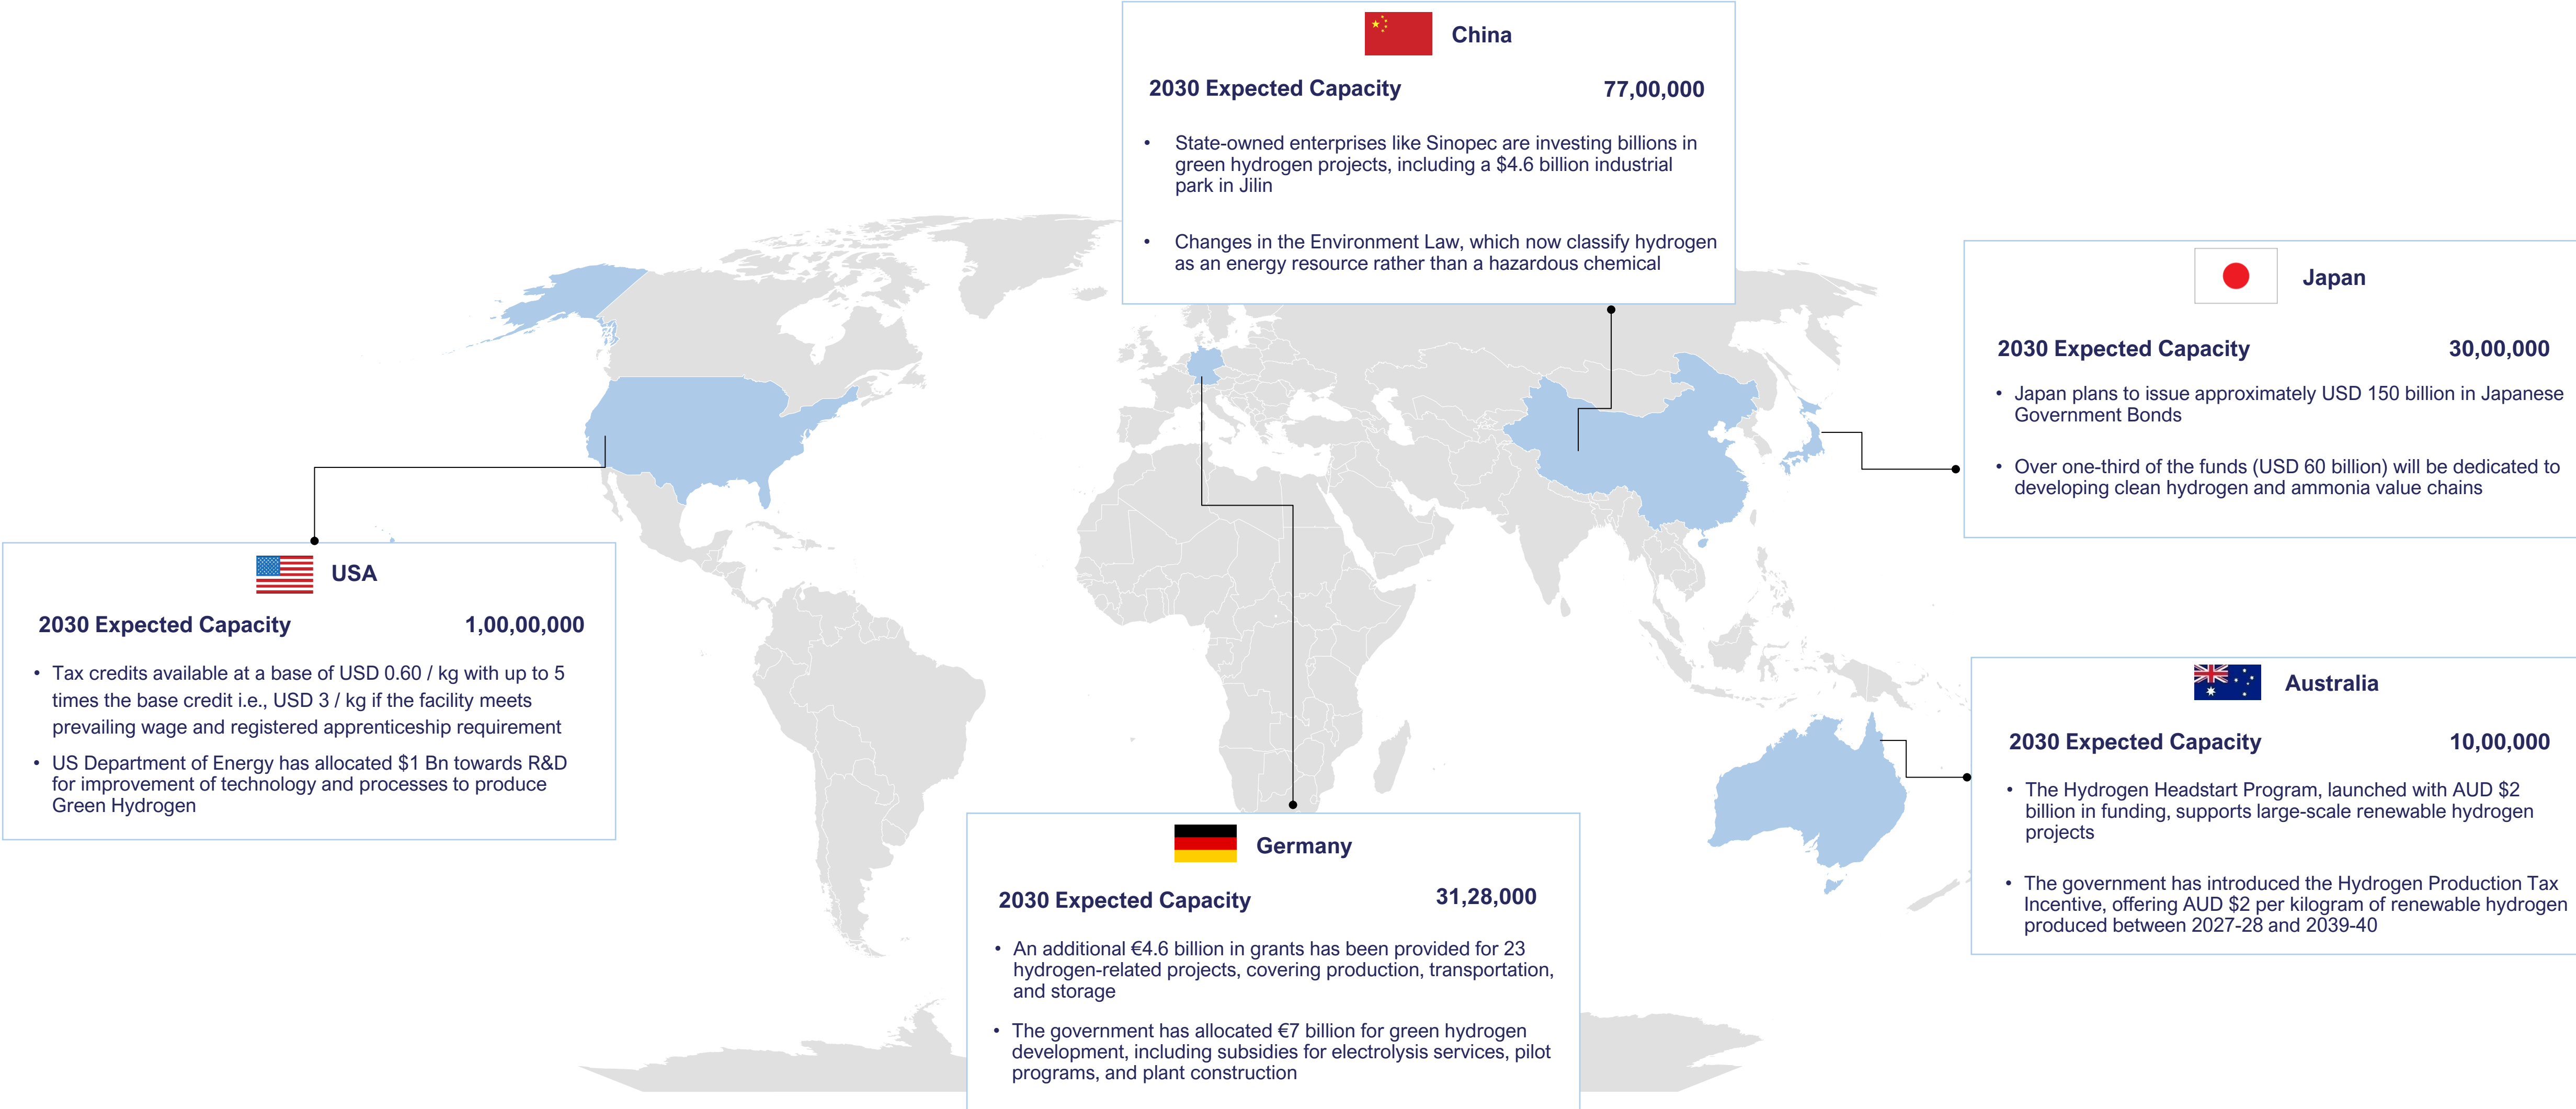 China
2030 Expected Capacity 77,00,000
• State-owned enterprises like Sinopec are investing billions in
green hydrogen projects, including a $4.6 billion industrial
park in Jilin
• Changes in the Environment Law, which now classify hydrogen
as an energy resource rather than a hazardous chemical
Japan
2030 Expected Capacity 30,00,000
• Japan plans to issue approximately USD 150 billion in Japanese
Government Bonds
• Over one-third of the funds (USD 60 billion) will be dedicated to
developing clean hydrogen and ammonia value chains
USA
2030 Expected Capacity 1,00,00,000
• Tax credits available at a base of USD 0.60 / kg with up to 5
times the base credit i.e., USD 3 / kg if the facility meets
prevailing wage and registered apprenticeship requirement
• US Department of Energy has allocated $1 Bn towards R&D
for improvement of technology and processes to produce
Green Hydrogen
Australia
2030 Expected Capacity 10,00,000
• The Hydrogen Headstart Program, launched with AUD $2
billion in funding, supports large-scale renewable hydrogen
projects
• The government has introduced the Hydrogen Production Tax
Incentive, offering AUD $2 per kilogram of renewable hydrogen
produced between 2027-28 and 2039-40
Germany
2030 Expected Capacity 31,28,000
• An additional €4.6 billion in grants has been provided for 23
hydrogen-related projects, covering production, transportation,
and storage
• The government has allocated €7 billion for green hydrogen
development, including subsidies for electrolysis services, pilot
programs, and plant construction